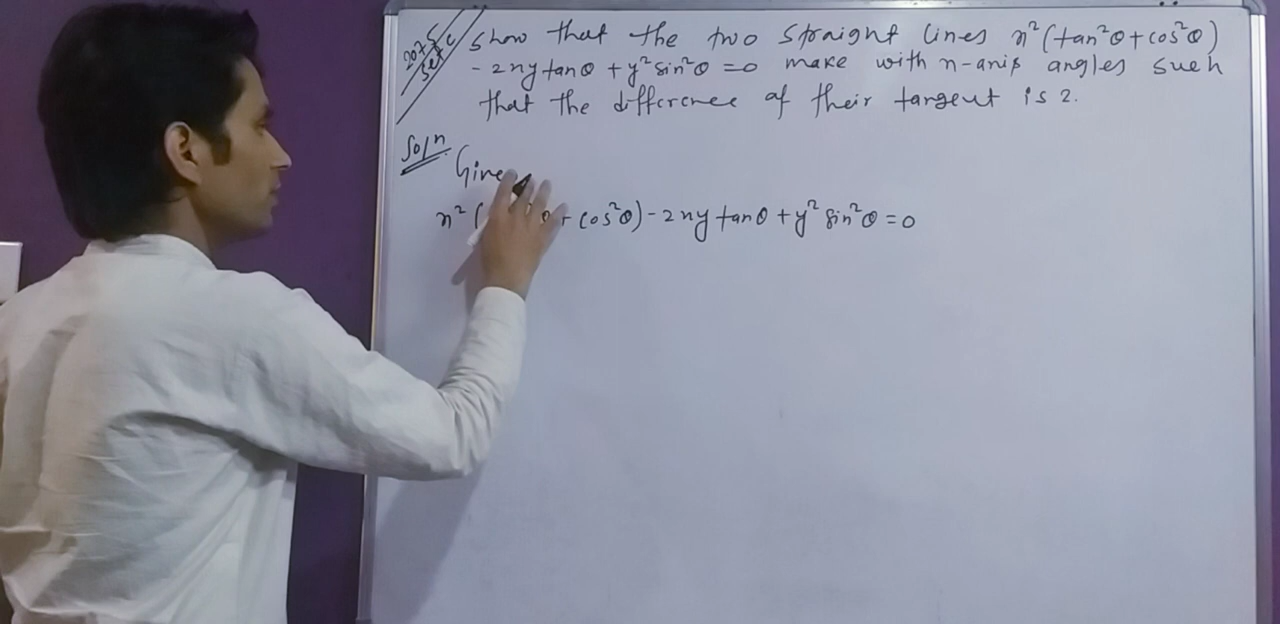 2075 Set C
Show that the two straight lines x²(tan²θ+cos²θ)
- 2xy tanθ + y² sin²θ = 0 make with x-axis angles such
that the difference of their tangent is 2.
Solⁿ
Given
x² ( θ + cos²θ) - 2xy tanθ + y² sin²θ = 0